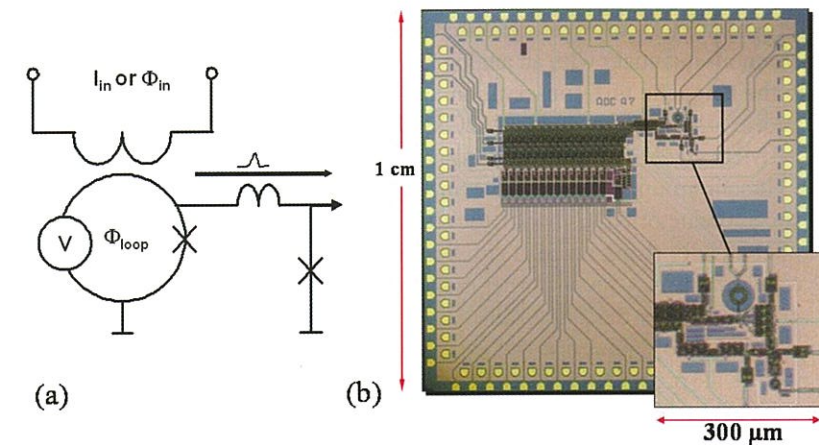 I_in or Φ_in
V
Φ_loop
(a)
1 cm
ADC 97
300 µm
(b)